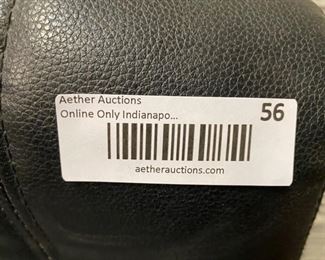 Aether Auctions
Online Only Indianapo...
56
aetherauctions.com